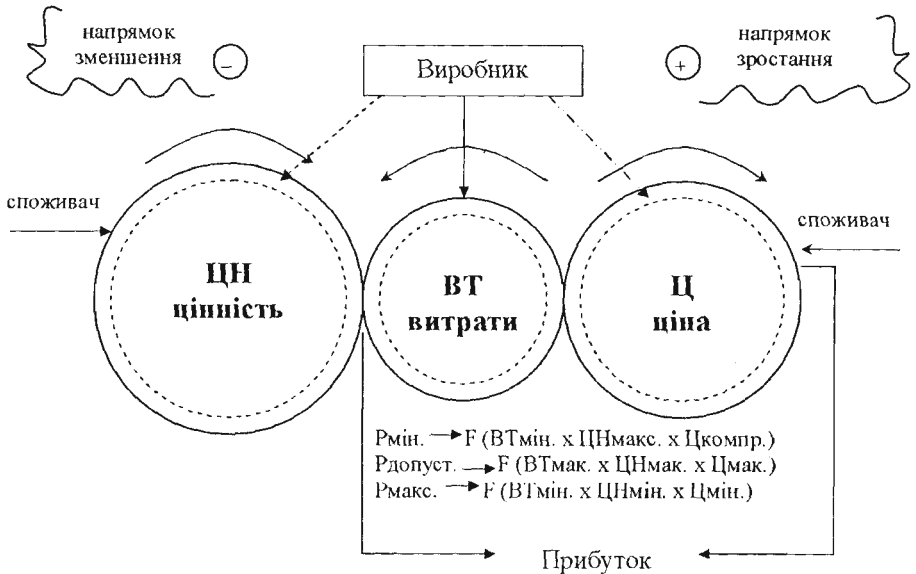 напрямок
зменшення
–
Виробник
+
напрямок
зростання
споживач
споживач
ЦН
цінність
ВТ
витрати
Ц
ціна
Рмін. → F (ВТмін. х ЦНмакс. х Цкомпр.)
Рдопуст. → F (ВТмак. х ЦНмак. х Цмак.)
Рмакс. → F (ВТмін. х ЦНмін. х Цмін.)
Прибуток